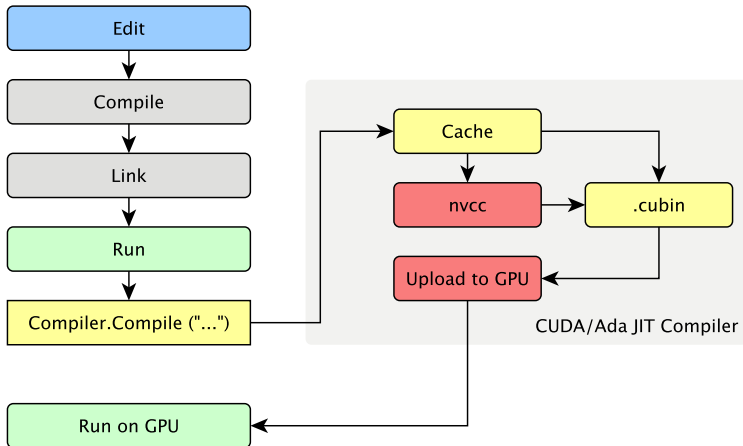 Edit
Compile
Link
Run
Compiler.Compile ("...")
Cache
nvcc
.cubin
Upload to GPU
CUDA/Ada JIT Compiler
Run on GPU